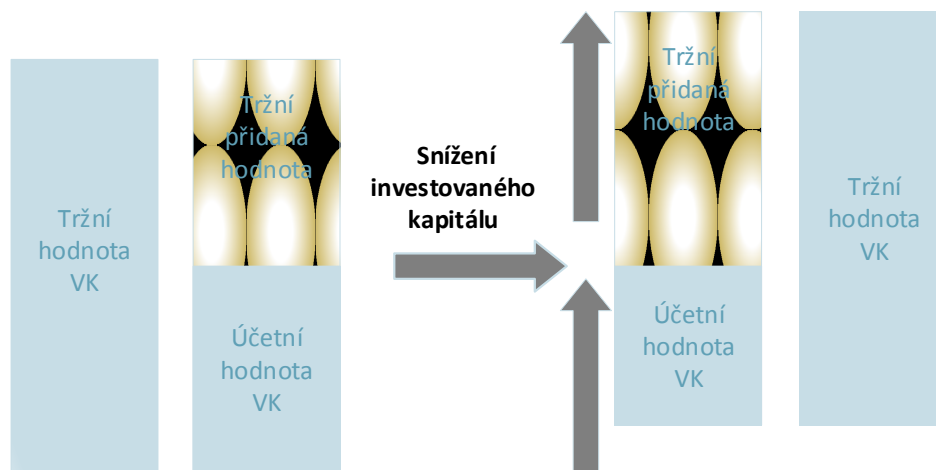 Tržní
hodnota
VK
Tržní
přidaná
hodnota
Účetní
hodnota
VK
Snížení
investovaného
kapitálu
Tržní
přidaná
hodnota
Účetní
hodnota
VK
Tržní
hodnota
VK